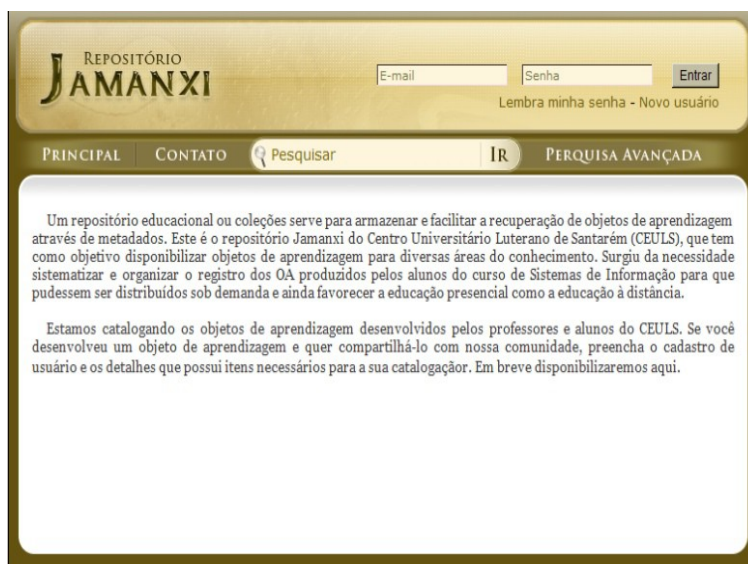 REPOSITÓRIO
JAMANXI
E-mail
Senha
Entrar
Lembra minha senha - Novo usuário
PRINCIPAL
CONTATO
Pesquisar
IR
PERQUISA AVANÇADA
Um repositório educacional ou coleções serve para armazenar e facilitar a recuperação de objetos de aprendizagem
através de metadados. Este é o repositório Jamanxi do Centro Universitário Luterano de Santarém (CEULS), que tem
como objetivo disponibilizar objetos de aprendizagem para diversas áreas do conhecimento. Surgiu da necessidade
sistematizar e organizar o registro dos OA produzidos pelos alunos do curso de Sistemas de Informação para que
pudessem ser distribuídos sob demanda e ainda favorecer a educação presencial como a educação à distância.
Estamos catalogando os objetos de aprendizagem desenvolvidos pelos professores e alunos do CEULS. Se você
desenvolveu um objeto de aprendizagem e quer compartilhá-lo com nossa comunidade, preencha o cadastro de
usuário e os detalhes que possui itens necessários para a sua catalogaçãor. Em breve disponibilizaremos aqui.